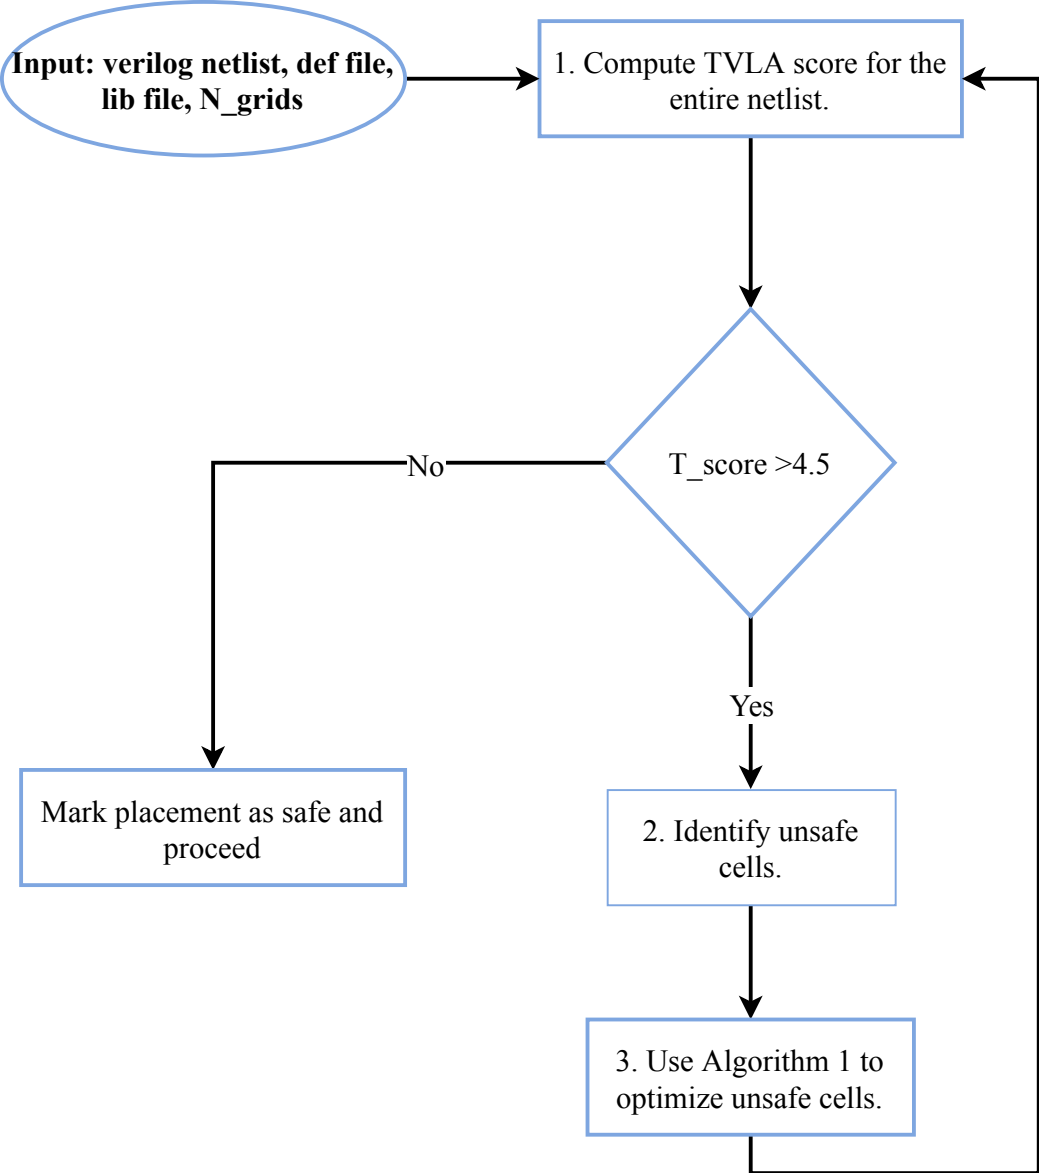 Input: verilog netlist, def file,
lib file, N_grids
1. Compute TVLA score for the
entire netlist.
T_score >4.5
No
Yes
Mark placement as safe and
proceed
2. Identify unsafe
cells.
3. Use Algorithm 1 to
optimize unsafe cells.